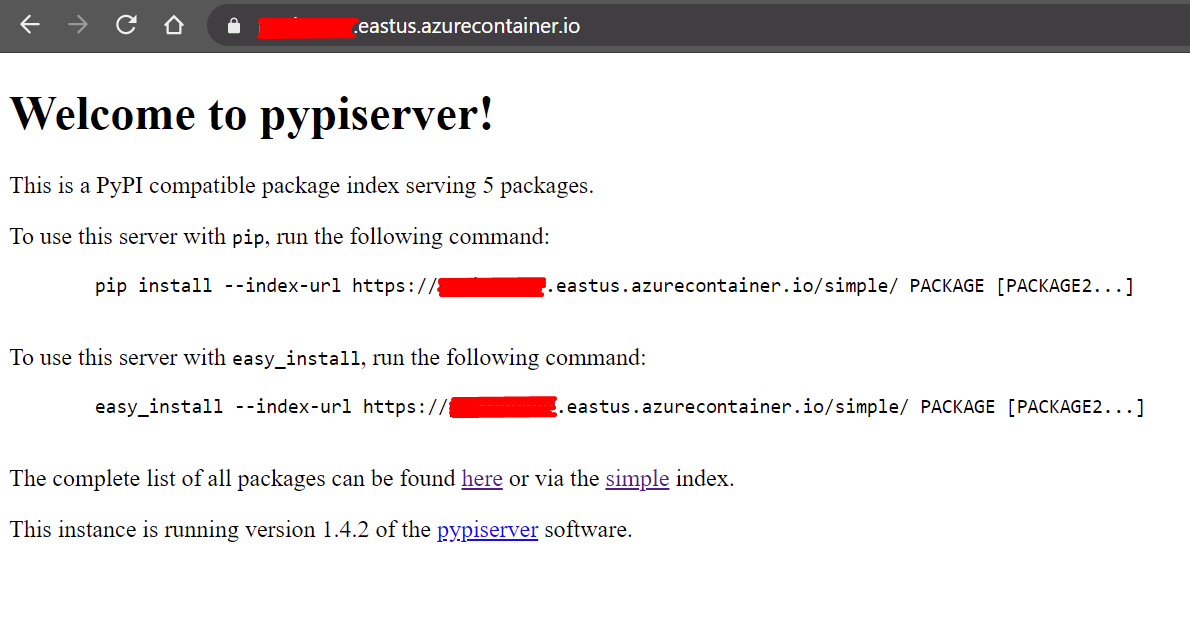 .eastus.azurecontainer.io
Welcome to pypiserver!
This is a PyPI compatible package index serving 5 packages.
To use this server with pip, run the following command:
pip install --index-url https:// .eastus.azurecontainer.io/simple/ PACKAGE [PACKAGE2...]
To use this server with easy_install, run the following command:
easy_install --index-url https:// .eastus.azurecontainer.io/simple/ PACKAGE [PACKAGE2...]
The complete list of all packages can be found here or via the simple index.
This instance is running version 1.4.2 of the pypiserver software.